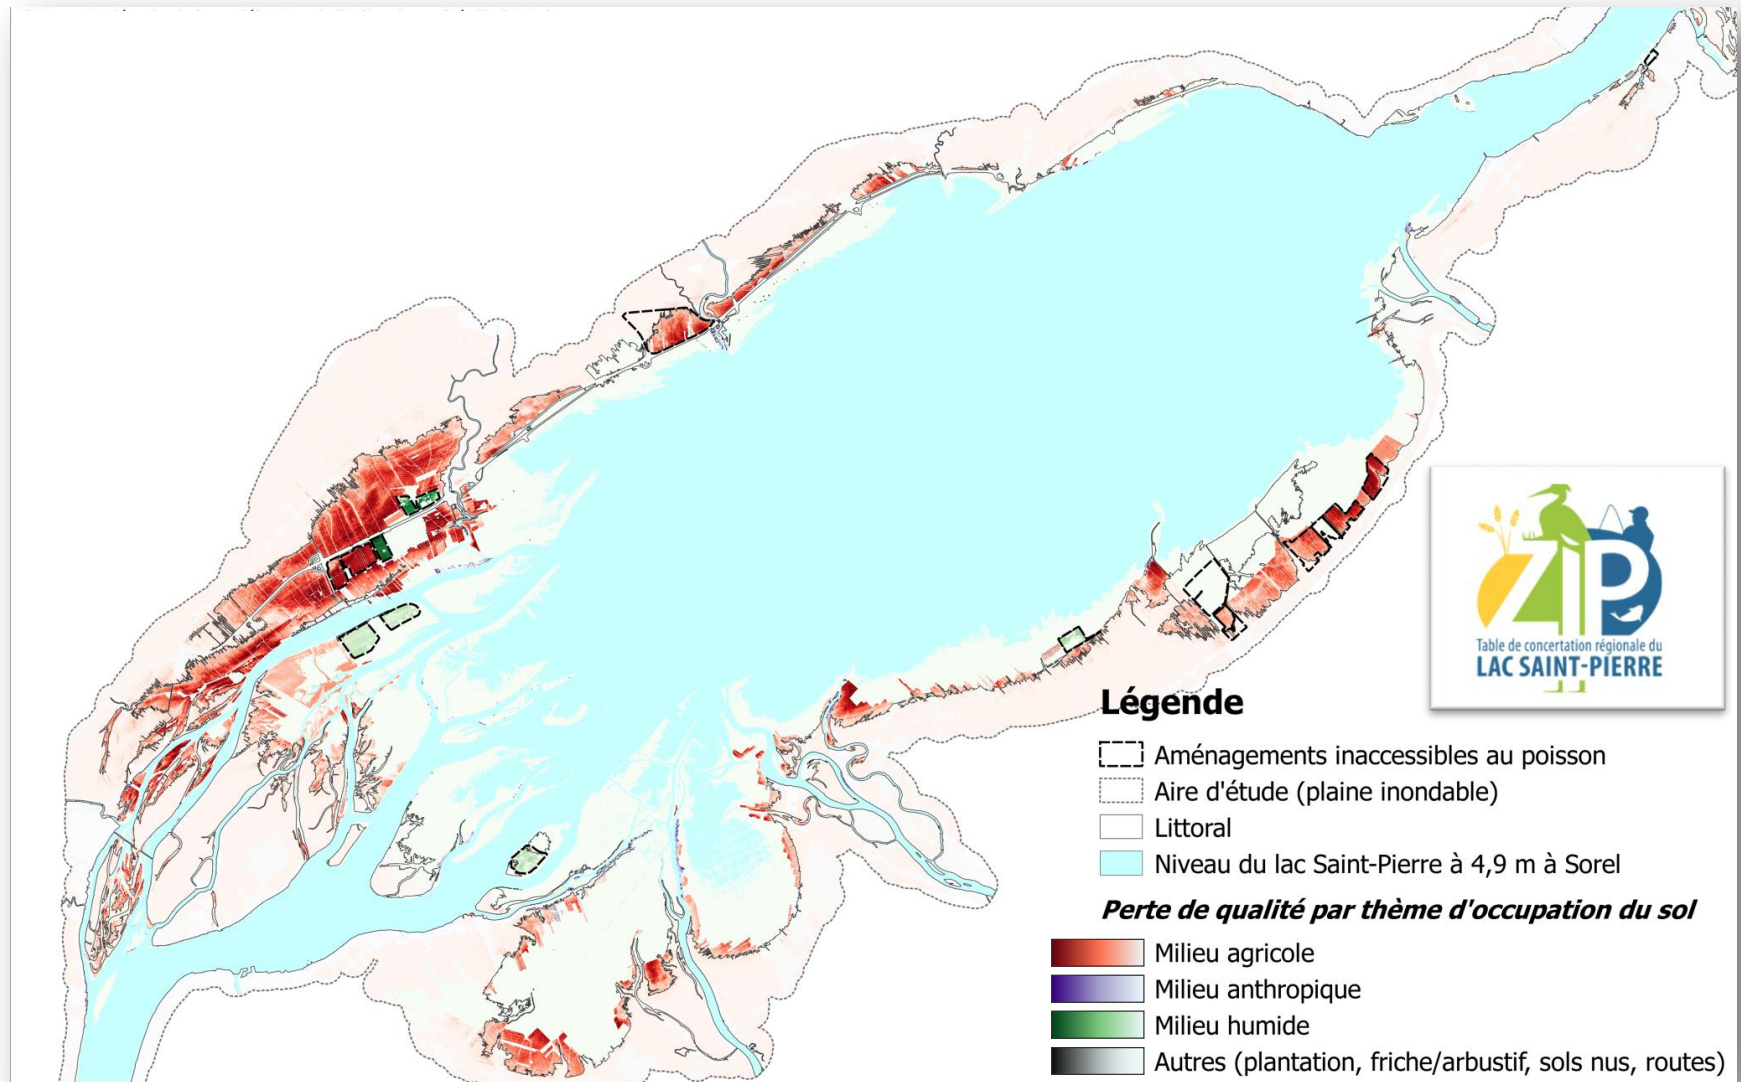 ZIP
Table de concertation régionale du
LAC SAINT-PIERRE
Légende
Aménagements inaccessibles au poisson
Aire d'étude (plaine inondable)
Littoral
Niveau du lac Saint-Pierre à 4,9 m à Sorel
Perte de qualité par thème d'occupation du sol
Milieu agricole
Milieu anthropique
Milieu humide
Autres (plantation, friche/arbustif, sols nus, routes)